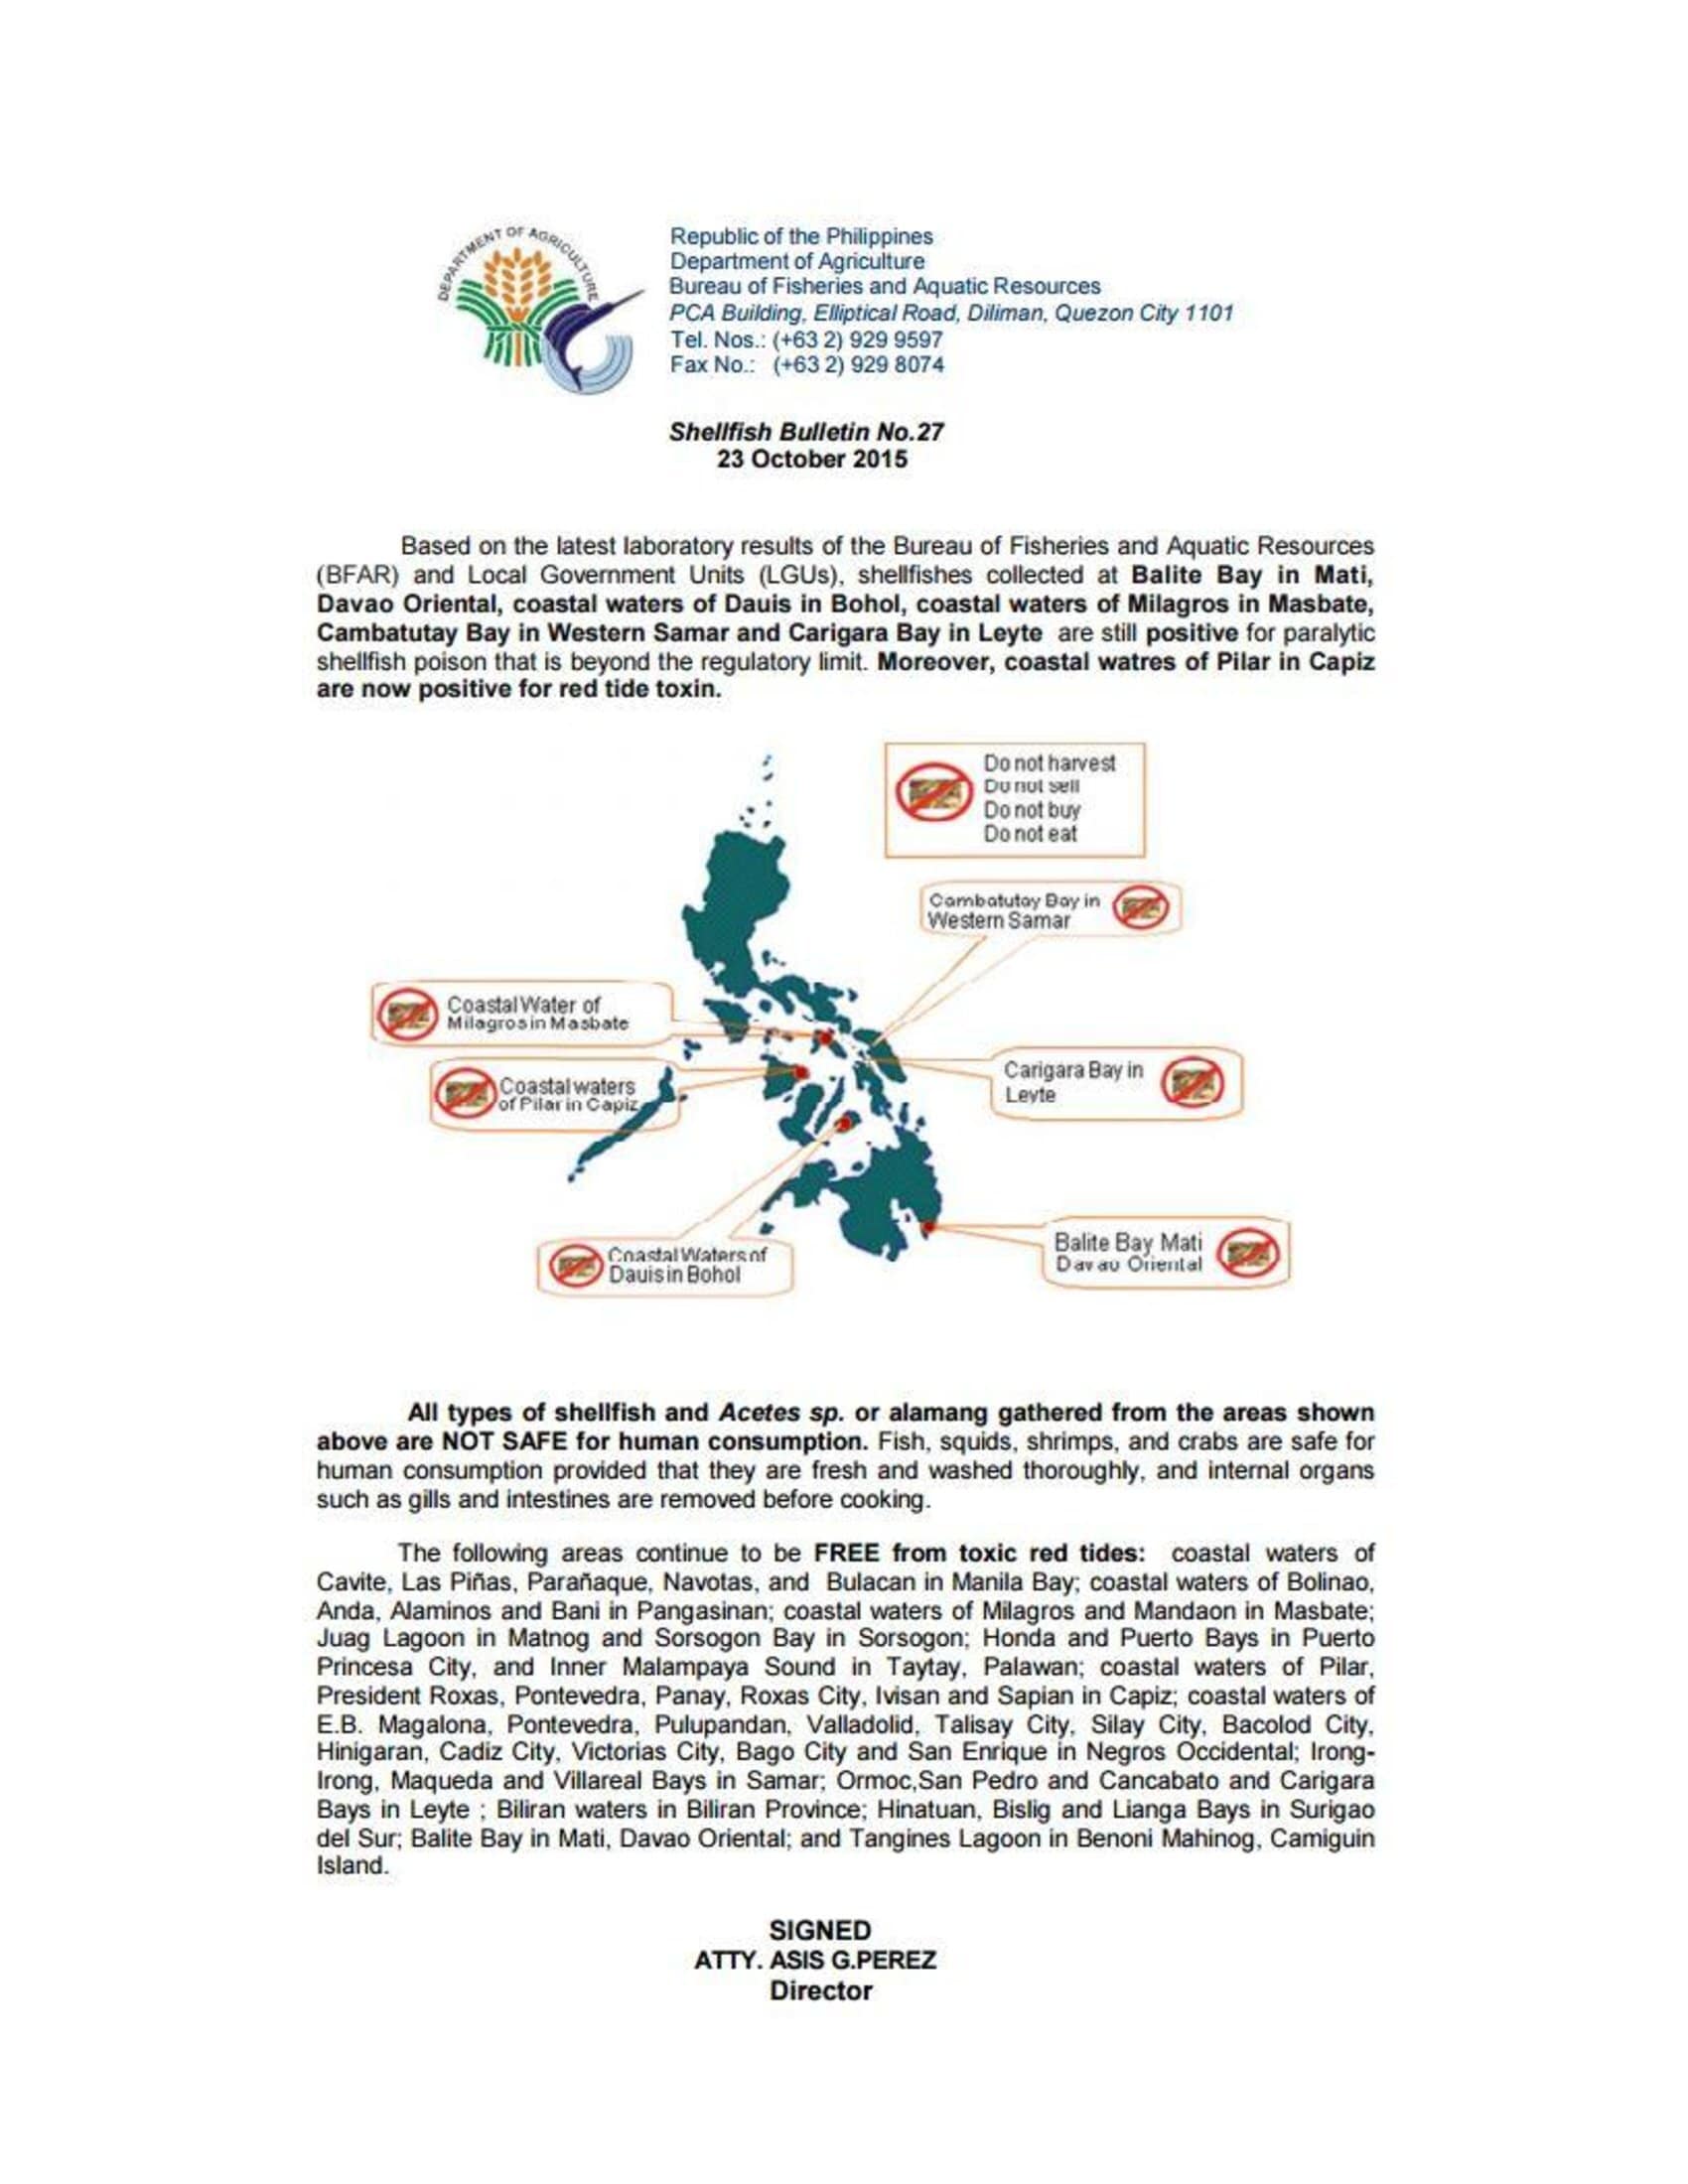 DEPARTMENT OF AGRICULTURE
Republic of the Philippines
Department of Agriculture
Bureau of Fisheries and Aquatic Resources
PCA Building, Elliptical Road, Diliman, Quezon City 1101
Tel. Nos.: (+63 2) 929 9597
Fax No.: (+63 2) 929 8074
Shellfish Bulletin No.27
23 October 2015
Based on the latest laboratory results of the Bureau of Fisheries and Aquatic Resources
(BFAR) and Local Government Units (LGUs), shellfishes collected at Balite Bay in Mati,
Davao Oriental, coastal waters of Dauis in Bohol, coastal waters of Milagros in Masbate,
Cambatutay Bay in Western Samar and Carigara Bay in Leyte are still positive for paralytic
shellfish poison that is beyond the regulatory limit. Moreover, coastal watres of Pilar in Capiz
are now positive for red tide toxin.
Do not harvest
Do not sell
Do not buy
Do not eat
Cambatutay Bay in
Western Samar
Coastal Water of
Milagros in Masbate
Coastal waters
of Pilar in Capiz
Carigara Bay in
Leyte
Coastal Waters of
Dauis in Bohol
Balite Bay Mati
Davao Oriental
All types of shellfish and Acetes sp. or alamang gathered from the areas shown
above are NOT SAFE for human consumption. Fish, squids, shrimps, and crabs are safe for
human consumption provided that they are fresh and washed thoroughly, and internal organs
such as gills and intestines are removed before cooking.
The following areas continue to be FREE from toxic red tides: coastal waters of
Cavite, Las Piñas, Parañaque, Navotas, and Bulacan in Manila Bay; coastal waters of Bolinao,
Anda, Alaminos and Bani in Pangasinan; coastal waters of Milagros and Mandaon in Masbate;
Juag Lagoon in Matnog and Sorsogon Bay in Sorsogon; Honda and Puerto Bays in Puerto
Princesa City, and Inner Malampaya Sound in Taytay, Palawan; coastal waters of Pilar,
President Roxas, Pontevedra, Panay, Roxas City, Ivisan and Sapian in Capiz; coastal waters of
E.B. Magalona, Pontevedra, Pulupandan, Valladolid, Talisay City, Silay City, Bacolod City,
Hinigaran, Cadiz City, Victorias City, Bago City and San Enrique in Negros Occidental; Irong-
Irong, Maqueda and Villareal Bays in Samar; Ormoc,San Pedro and Cancabato and Carigara
Bays in Leyte ; Biliran waters in Biliran Province; Hinatuan, Bislig and Lianga Bays in Surigao
del Sur; Balite Bay in Mati, Davao Oriental; and Tangines Lagoon in Benoni Mahinog, Camiguin
Island.
SIGNED
ATTY. ASIS G.PEREZ
Director